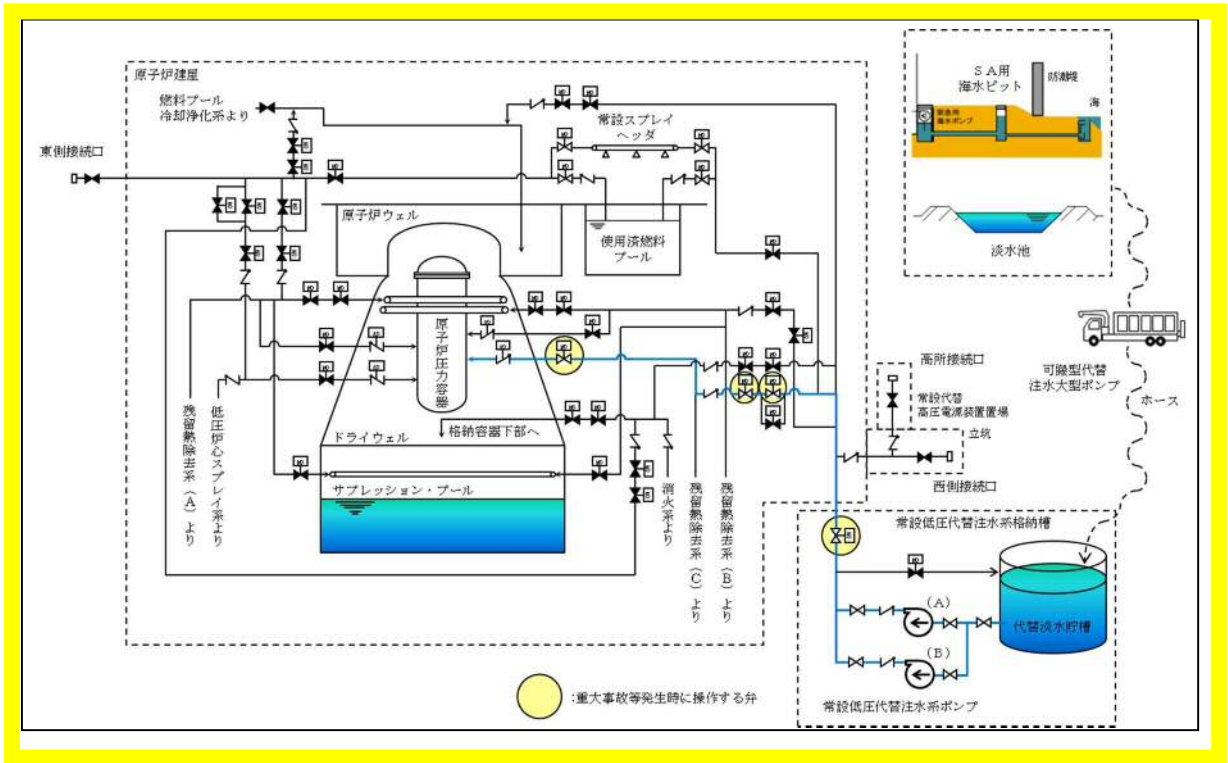 原子炉建屋
燃料プール
冷却浄化系より
東側接続口
常設スプレイ
ヘッダ
原子炉ウェル
使用済燃料
プール
原子炉圧力容器
ドライウェル
格納容器下部へ
サプレッション・プール
残留熱除去系（A）より
低圧炉心スプレイ系より
消火系より
残留熱除去系（C）より
残留熱除去系（B）より
SA用
海水ピット
防潮堤
海
緊急用
海水ポンプ
淡水池
可搬型代替
注水大型ポンプ
ホース
高所接続口
常設代替
高圧電源装置置場
立坑
西側接続口
常設低圧代替注水系格納槽
（A）
（B）
代替淡水貯槽
常設低圧代替注水系ポンプ
：重大事故等発生時に操作する弁